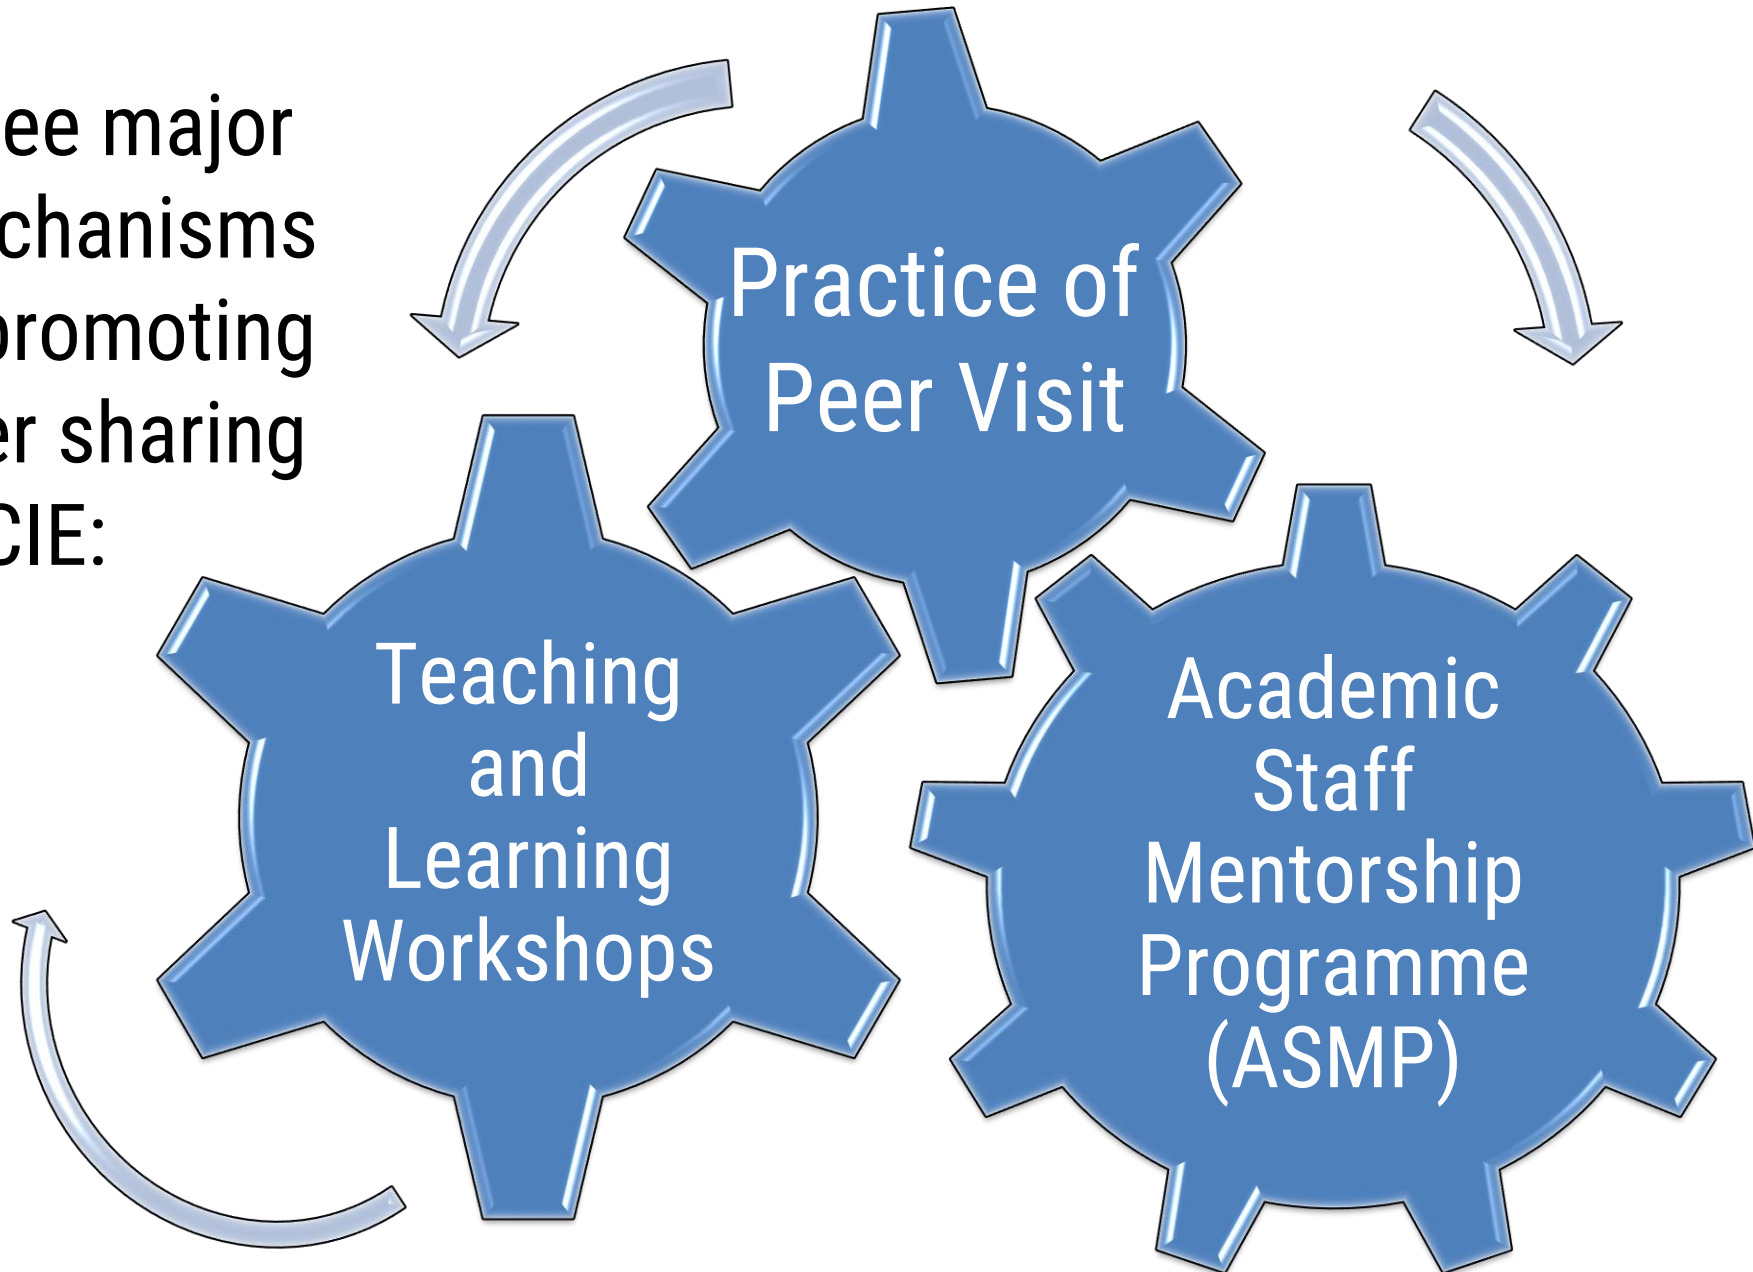 ee major
chanisms
promoting
er sharing
CIE:
Practice of
Peer Visit
Teaching
and
Learning
Workshops
Academic
Staff
Mentorship
Programme
(ASMP)